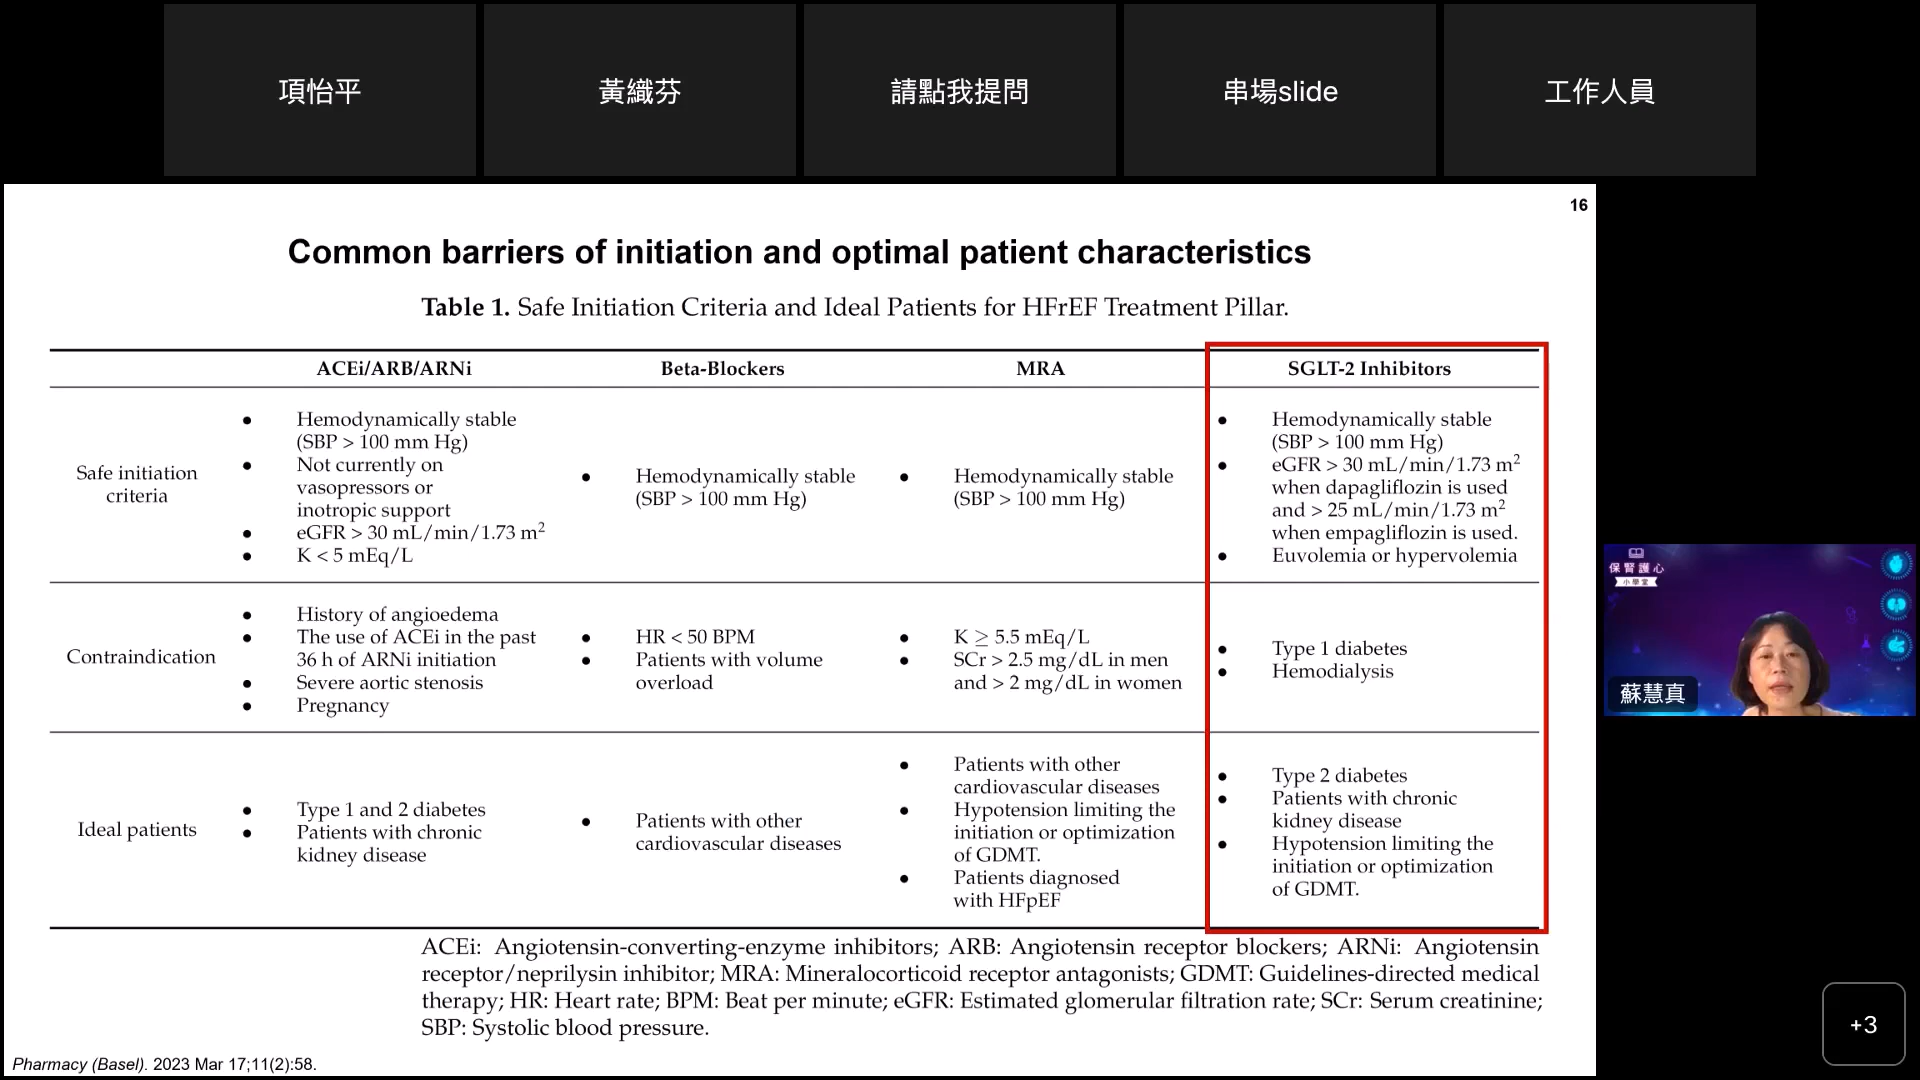 項怡平
黃織芬
請點我提問
串場slide
工作人員
16
Common barriers of initiation and optimal patient characteristics
Table 1. Safe Initiation Criteria and Ideal Patients for HFrEF Treatment Pillar.
ACEi/ARB/ARNi
Beta-Blockers
MRA
SGLT-2 Inhibitors
Safe initiation
criteria
● Hemodynamically stable
(SBP > 100 mm Hg)
● Not currently on
vasopressors or
inotropic support
● eGFR > 30 mL/min/1.73 m²
● K < 5 mEq/L
● Hemodynamically stable
(SBP > 100 mm Hg)
● Hemodynamically stable
(SBP > 100 mm Hg)
● Hemodynamically stable
(SBP > 100 mm Hg)
● eGFR > 30 mL/min/1.73 m²
when dapagliflozin is used
and > 25 mL/min/1.73 m²
when empagliflozin is used.
● Euvolemia or hypervolemia
Contraindication
● History of angioedema
● The use of ACEi in the past
36 h of ARNi initiation
● Severe aortic stenosis
● Pregnancy
● HR < 50 BPM
● Patients with volume
overload
● K ≥ 5.5 mEq/L
● SCr > 2.5 mg/dL in men
and > 2 mg/dL in women
● Type 1 diabetes
● Hemodialysis
Ideal patients
● Type 1 and 2 diabetes
● Patients with chronic
kidney disease
● Patients with other
cardiovascular diseases
● Patients with other
cardiovascular diseases
● Hypotension limiting the
initiation or optimization
of GDMT.
● Patients diagnosed
with HFpEF
● Type 2 diabetes
● Patients with chronic
kidney disease
● Hypotension limiting the
initiation or optimization
of GDMT.
ACEi: Angiotensin-converting-enzyme inhibitors; ARB: Angiotensin receptor blockers; ARNi: Angiotensin
receptor/neprilysin inhibitor; MRA: Mineralocorticoid receptor antagonists; GDMT: Guidelines-directed medical
therapy; HR: Heart rate; BPM: Beat per minute; eGFR: Estimated glomerular filtration rate; SCr: Serum creatinine;
SBP: Systolic blood pressure.
Pharmacy (Basel). 2023 Mar 17;11(2):58.
保腎護心
小學堂
蘇慧真
+3